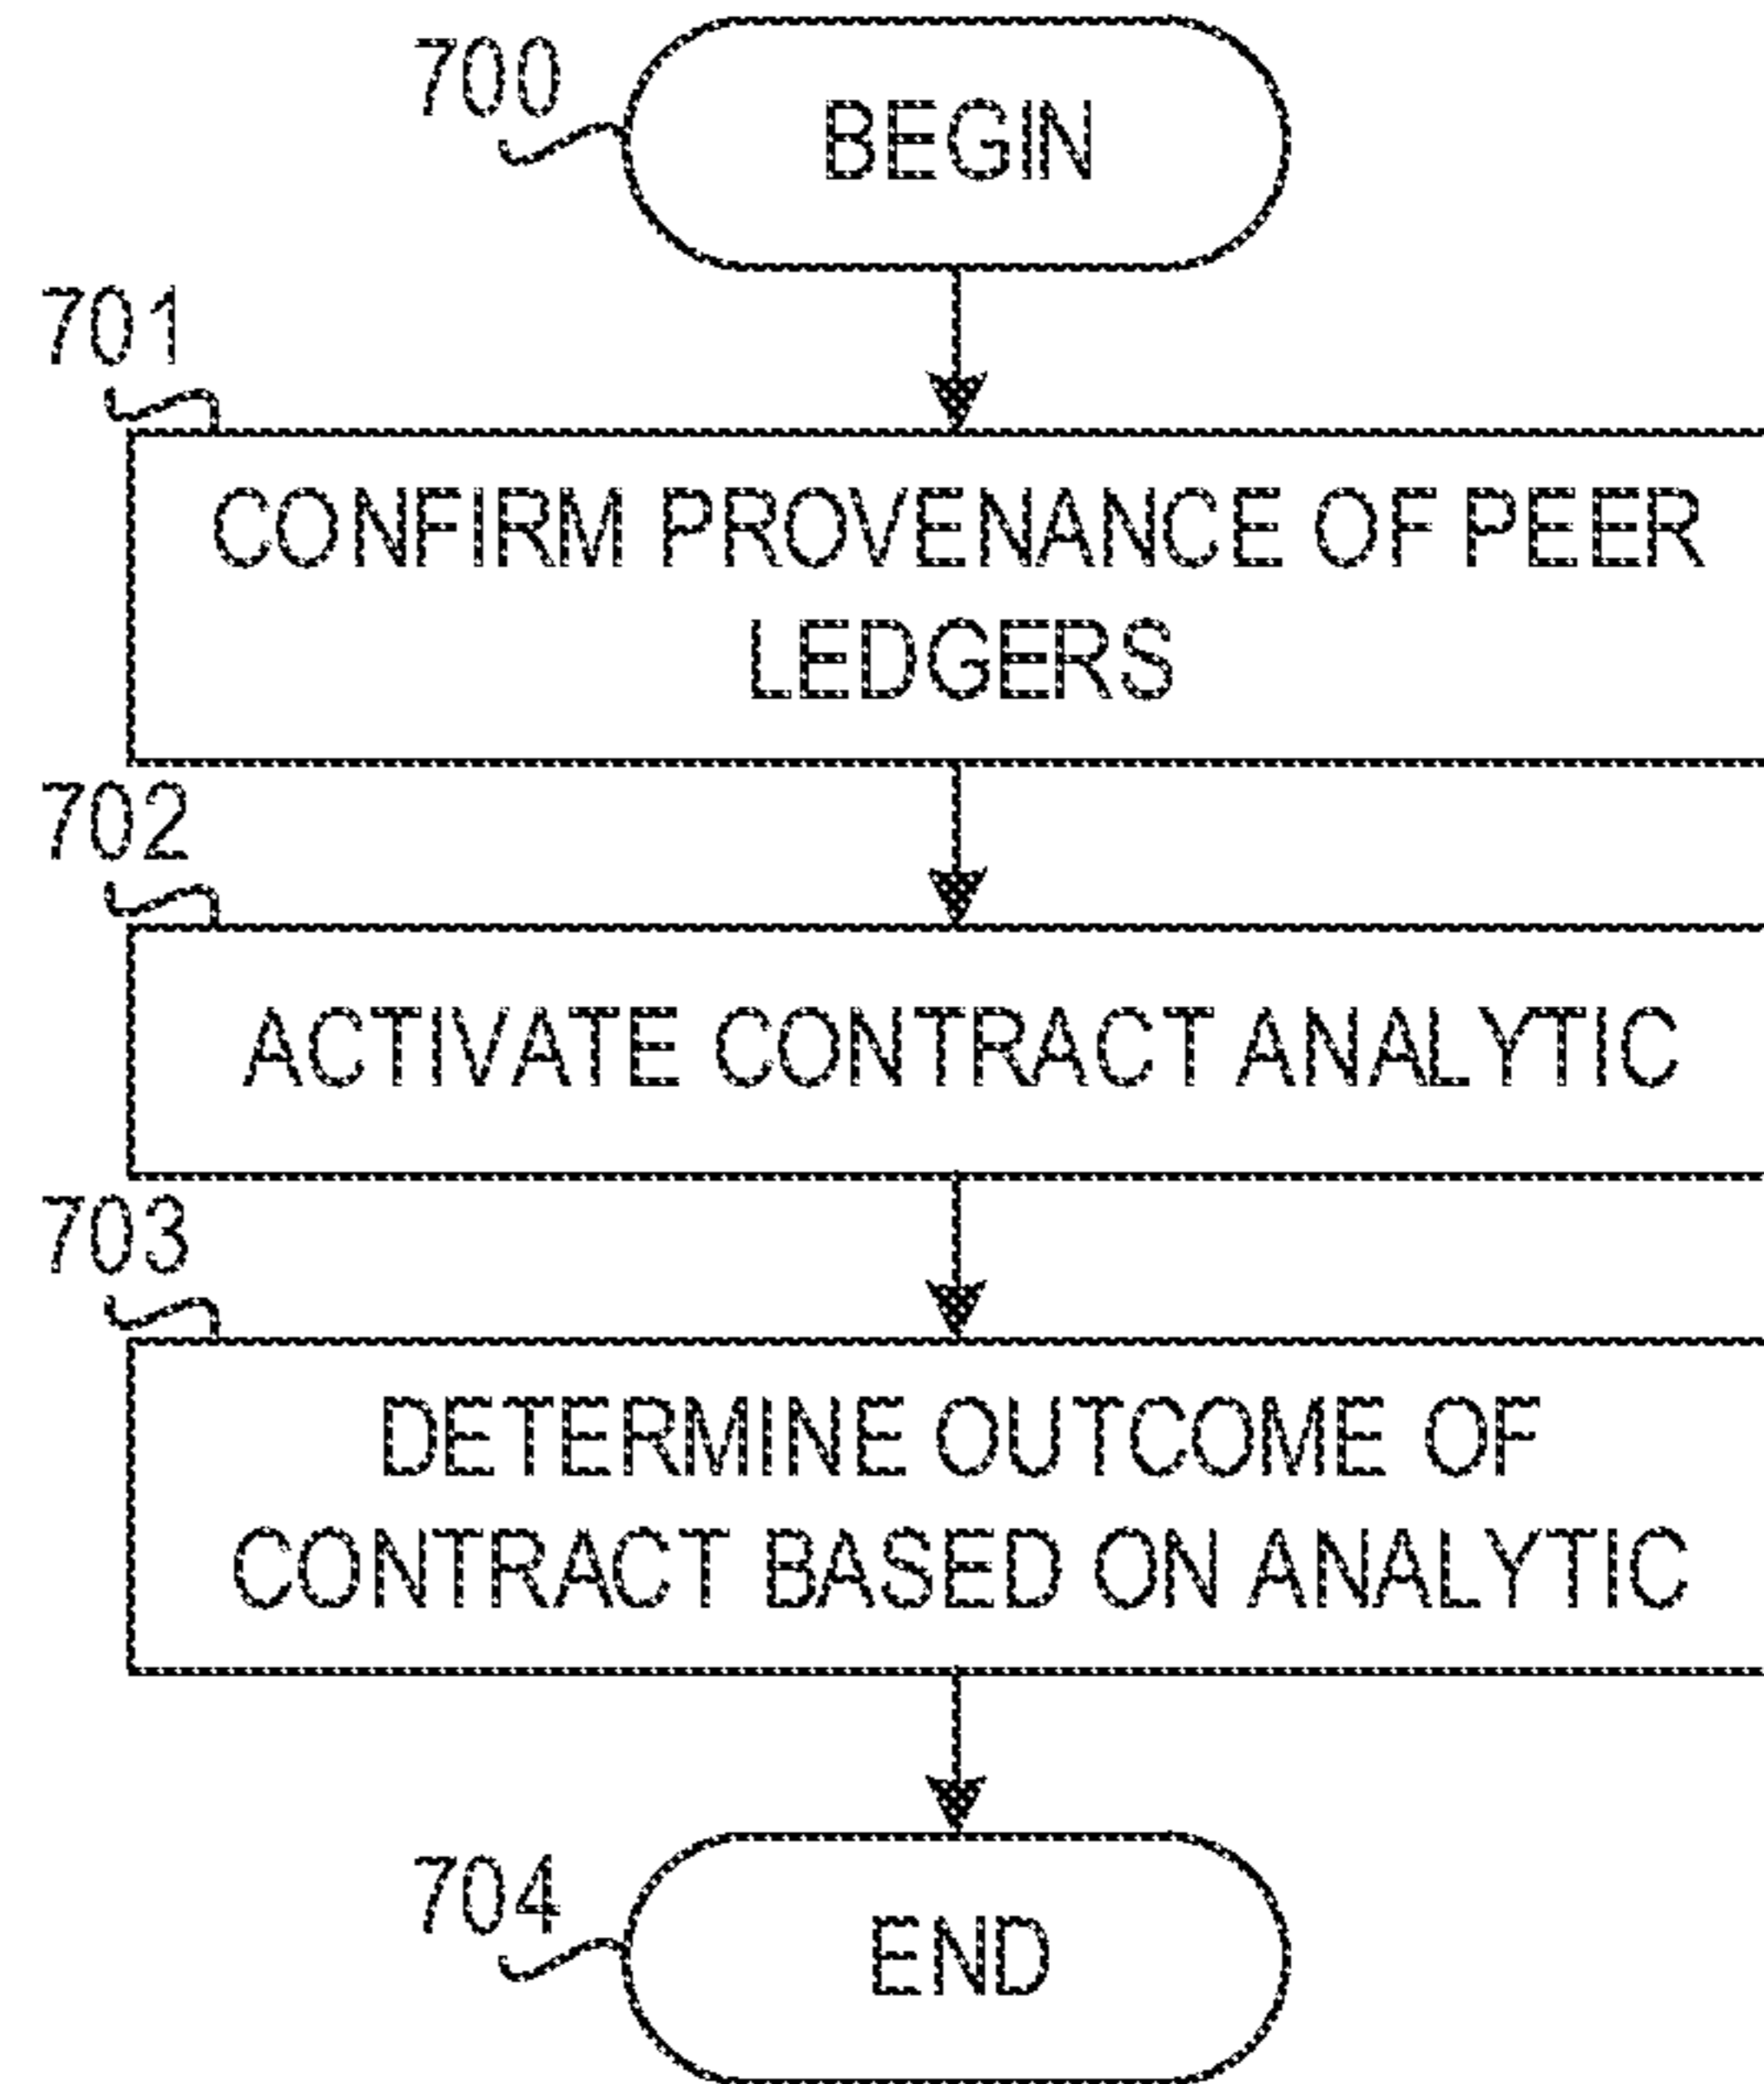 700
BEGIN
701
CONFIRM PROVENANCE OF PEER
LEDGERS
702
ACTIVATE CONTRACT ANALYTIC
703
DETERMINE OUTCOME OF
CONTRACT BASED ON ANALYTIC
704
END